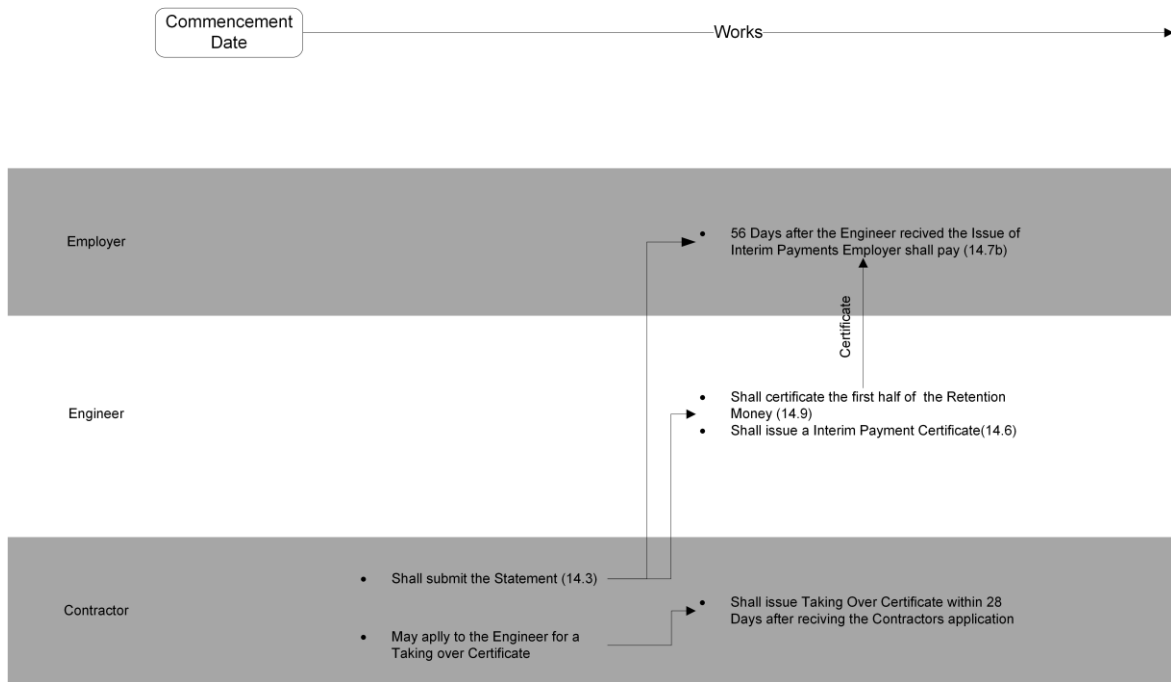 Commencement
Date
Works
Employer
• 56 Days after the Engineer recived the Issue of
Interim Payments Employer shall pay (14.7b)
Certificate
Engineer
• Shall certificate the first half of the Retention
Money (14.9)
• Shall issue a Interim Payment Certificate(14.6)
Contractor
• Shall submit the Statement (14.3)
• May aplly to the Engineer for a
Taking over Certificate
• Shall issue Taking Over Certificate within 28
Days after reciving the Contractors application